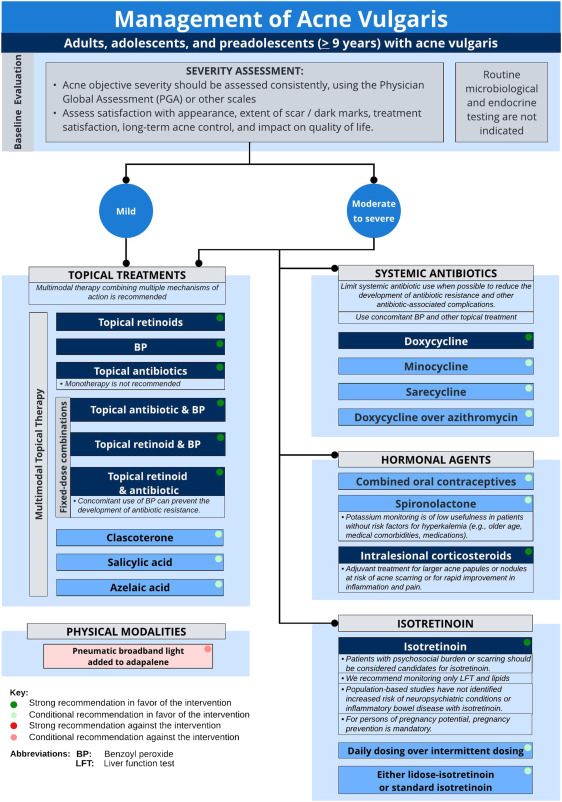 Management of Acne Vulgaris
Adults, adolescents, and preadolescents (≥ 9 years) with acne vulgaris
Baseline Evaluation
SEVERITY ASSESSMENT:
• Acne objective severity should be assessed consistently, using the Physician
Global Assessment (PGA) or other scales
• Assess satisfaction with appearance, extent of scar / dark marks, treatment
satisfaction, long-term acne control, and impact on quality of life.
Routine
microbiological
and endocrine
testing are not
indicated
Mild
Moderate
to severe
TOPICAL TREATMENTS
Multimodal therapy combining multiple mechanisms of
action is recommended
Multimodal Topical Therapy
Topical retinoids
BP
Topical antibiotics
• Monotherapy is not recommended
Fixed-dose combinations
Topical antibiotic & BP
Topical retinoid & BP
Topical retinoid
& antibiotic
• Concomitant use of BP can prevent the
development of antibiotic resistance.
Clascoterone
Salicylic acid
Azelaic acid
PHYSICAL MODALITIES
Pneumatic broadband light
added to adapalene
Key:
Strong recommendation in favor of the intervention
Conditional recommendation in favor of the intervention
Strong recommendation against the intervention
Conditional recommendation against the intervention
Abbreviations: BP: Benzoyl peroxide
LFT: Liver function test
SYSTEMIC ANTIBIOTICS
Limit systemic antibiotic use when possible to reduce the
development of antibiotic resistance and other
antibiotic-associated complications.
Use concomitant BP and other topical treatment
Doxycycline
Minocycline
Sarecycline
Doxycycline over azithromycin
HORMONAL AGENTS
Combined oral contraceptives
Spironolactone
• Potassium monitoring is of low usefulness in patients
without risk factors for hyperkalemia (e.g., older age,
medical comorbidities, medications).
Intralesional corticosteroids
• Adjuvant treatment for larger acne papules or nodules
at risk of acne scarring or for rapid improvement in
inflammation and pain.
ISOTRETINOIN
Isotretinoin
• Patients with psychosocial burden or scarring should
be considered candidates for isotretinoin.
• We recommend monitoring only LFT and lipids
• Population-based studies have not identified
increased risk of neuropsychiatric conditions or
inflammatory bowel disease with isotretinoin.
• For persons of pregnancy potential, pregnancy
prevention is mandatory.
Daily dosing over intermittent dosing
Either lidose-isotretinoin
or standard isotretinoin